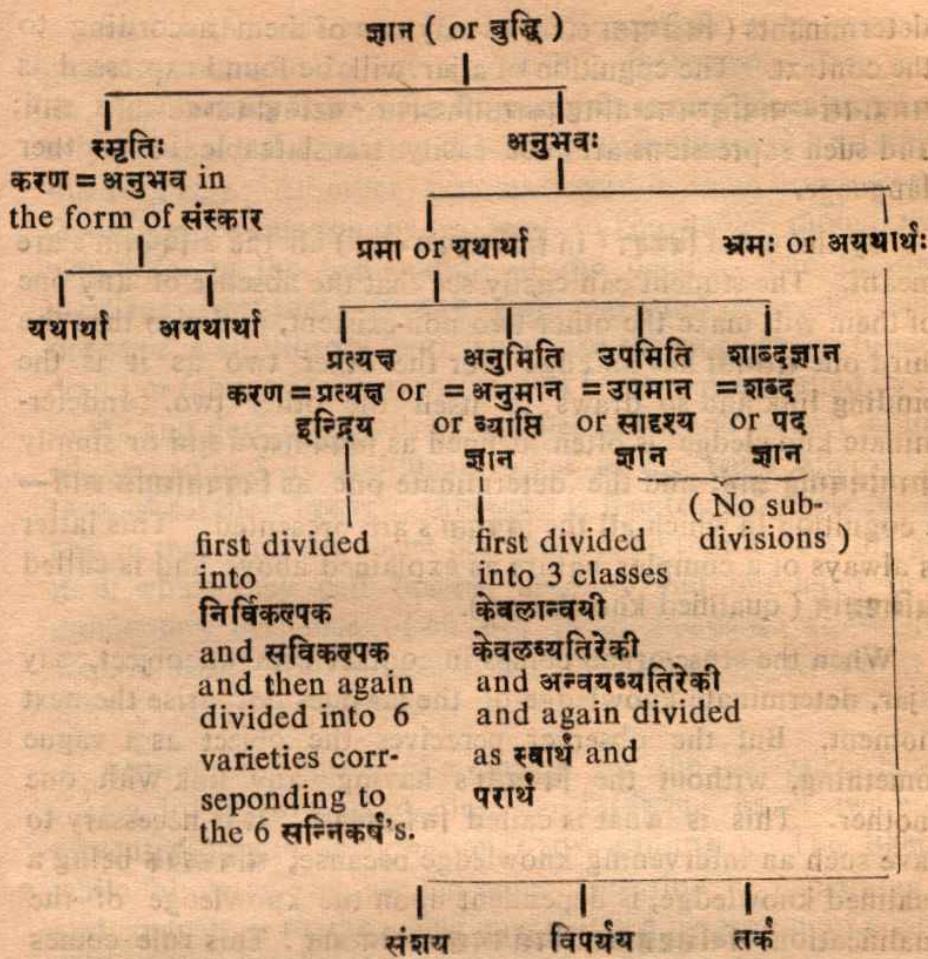 ज्ञान ( or बुद्धि )
स्मृतिः
अनुभवः
करण = अनुभव in
the form of संस्कार
प्रमा or यथार्था
भ्रमः or अयथार्थः
यथार्था
अयथार्था
प्रत्यक्ष अनुमिति उपमिति शाब्दज्ञान
करण = प्रत्यक्ष or = अनुमान = उपमान = शब्द
इन्द्रिय or व्याप्ति or सादृश्य or पद
ज्ञान ज्ञान ज्ञान
( No sub-
first divided first divided divisions )
into into 3 classes
निर्विकल्पक केवलान्वयी
and सविकल्पक केवलव्यतिरेकी
and then again and अन्वयव्यतिरेकी
divided into 6 and again divided
varieties corr- as स्वार्थ and
seponding to परार्थ
the 6 सन्निकर्ष's.
संशय विपर्यय तर्क